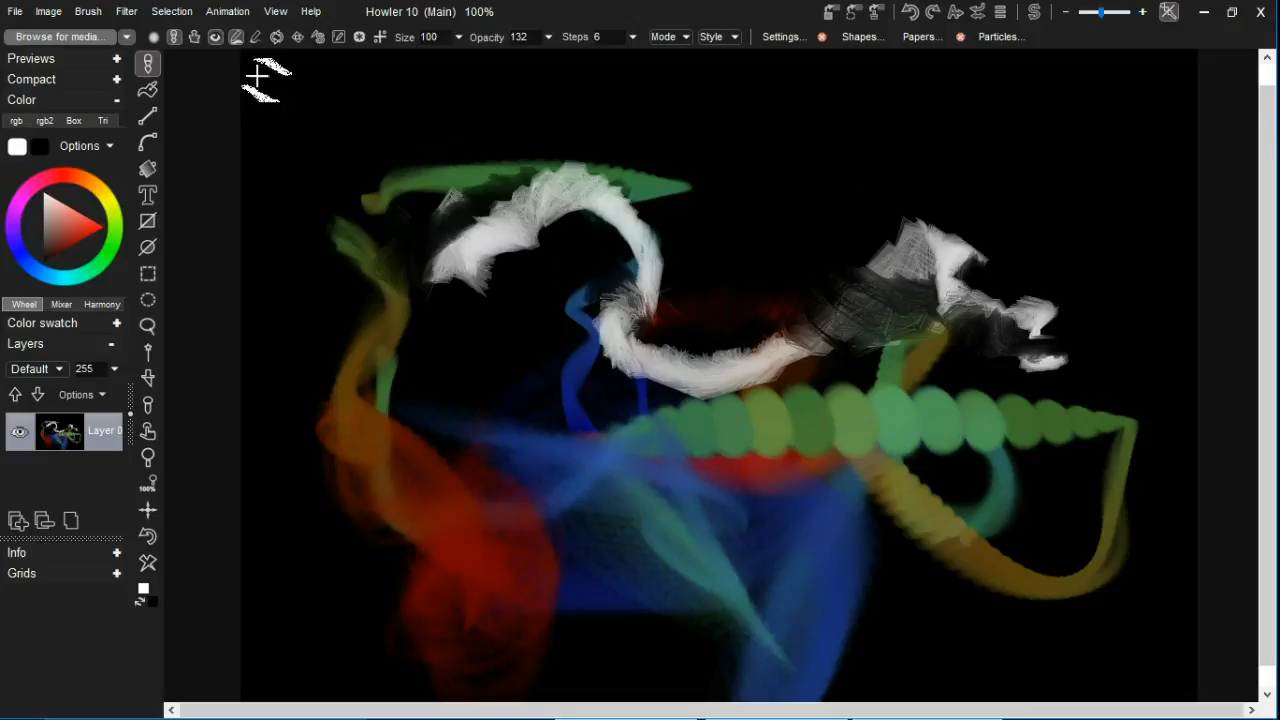 File Image Brush Filter Selection Animation View Help Howler 10 (Main) 100%
Browse for media... Size 100 Opacity 132 Steps 6 Mode Style Settings... Shapes... Papers... Particles...
Previews
Compact
Color
rgb rgb2 Box Tri
Options
Wheel Mixer Harmony
Color swatch
Layers
Default 255
Options
Layer 0
100%
Info
Grids